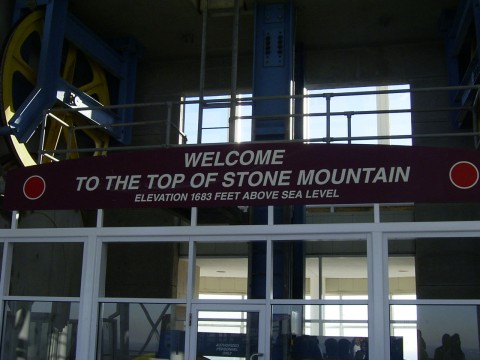 WELCOME
TO THE TOP OF STONE MOUNTAIN
ELEVATION 1683 FEET ABOVE SEA LEVEL